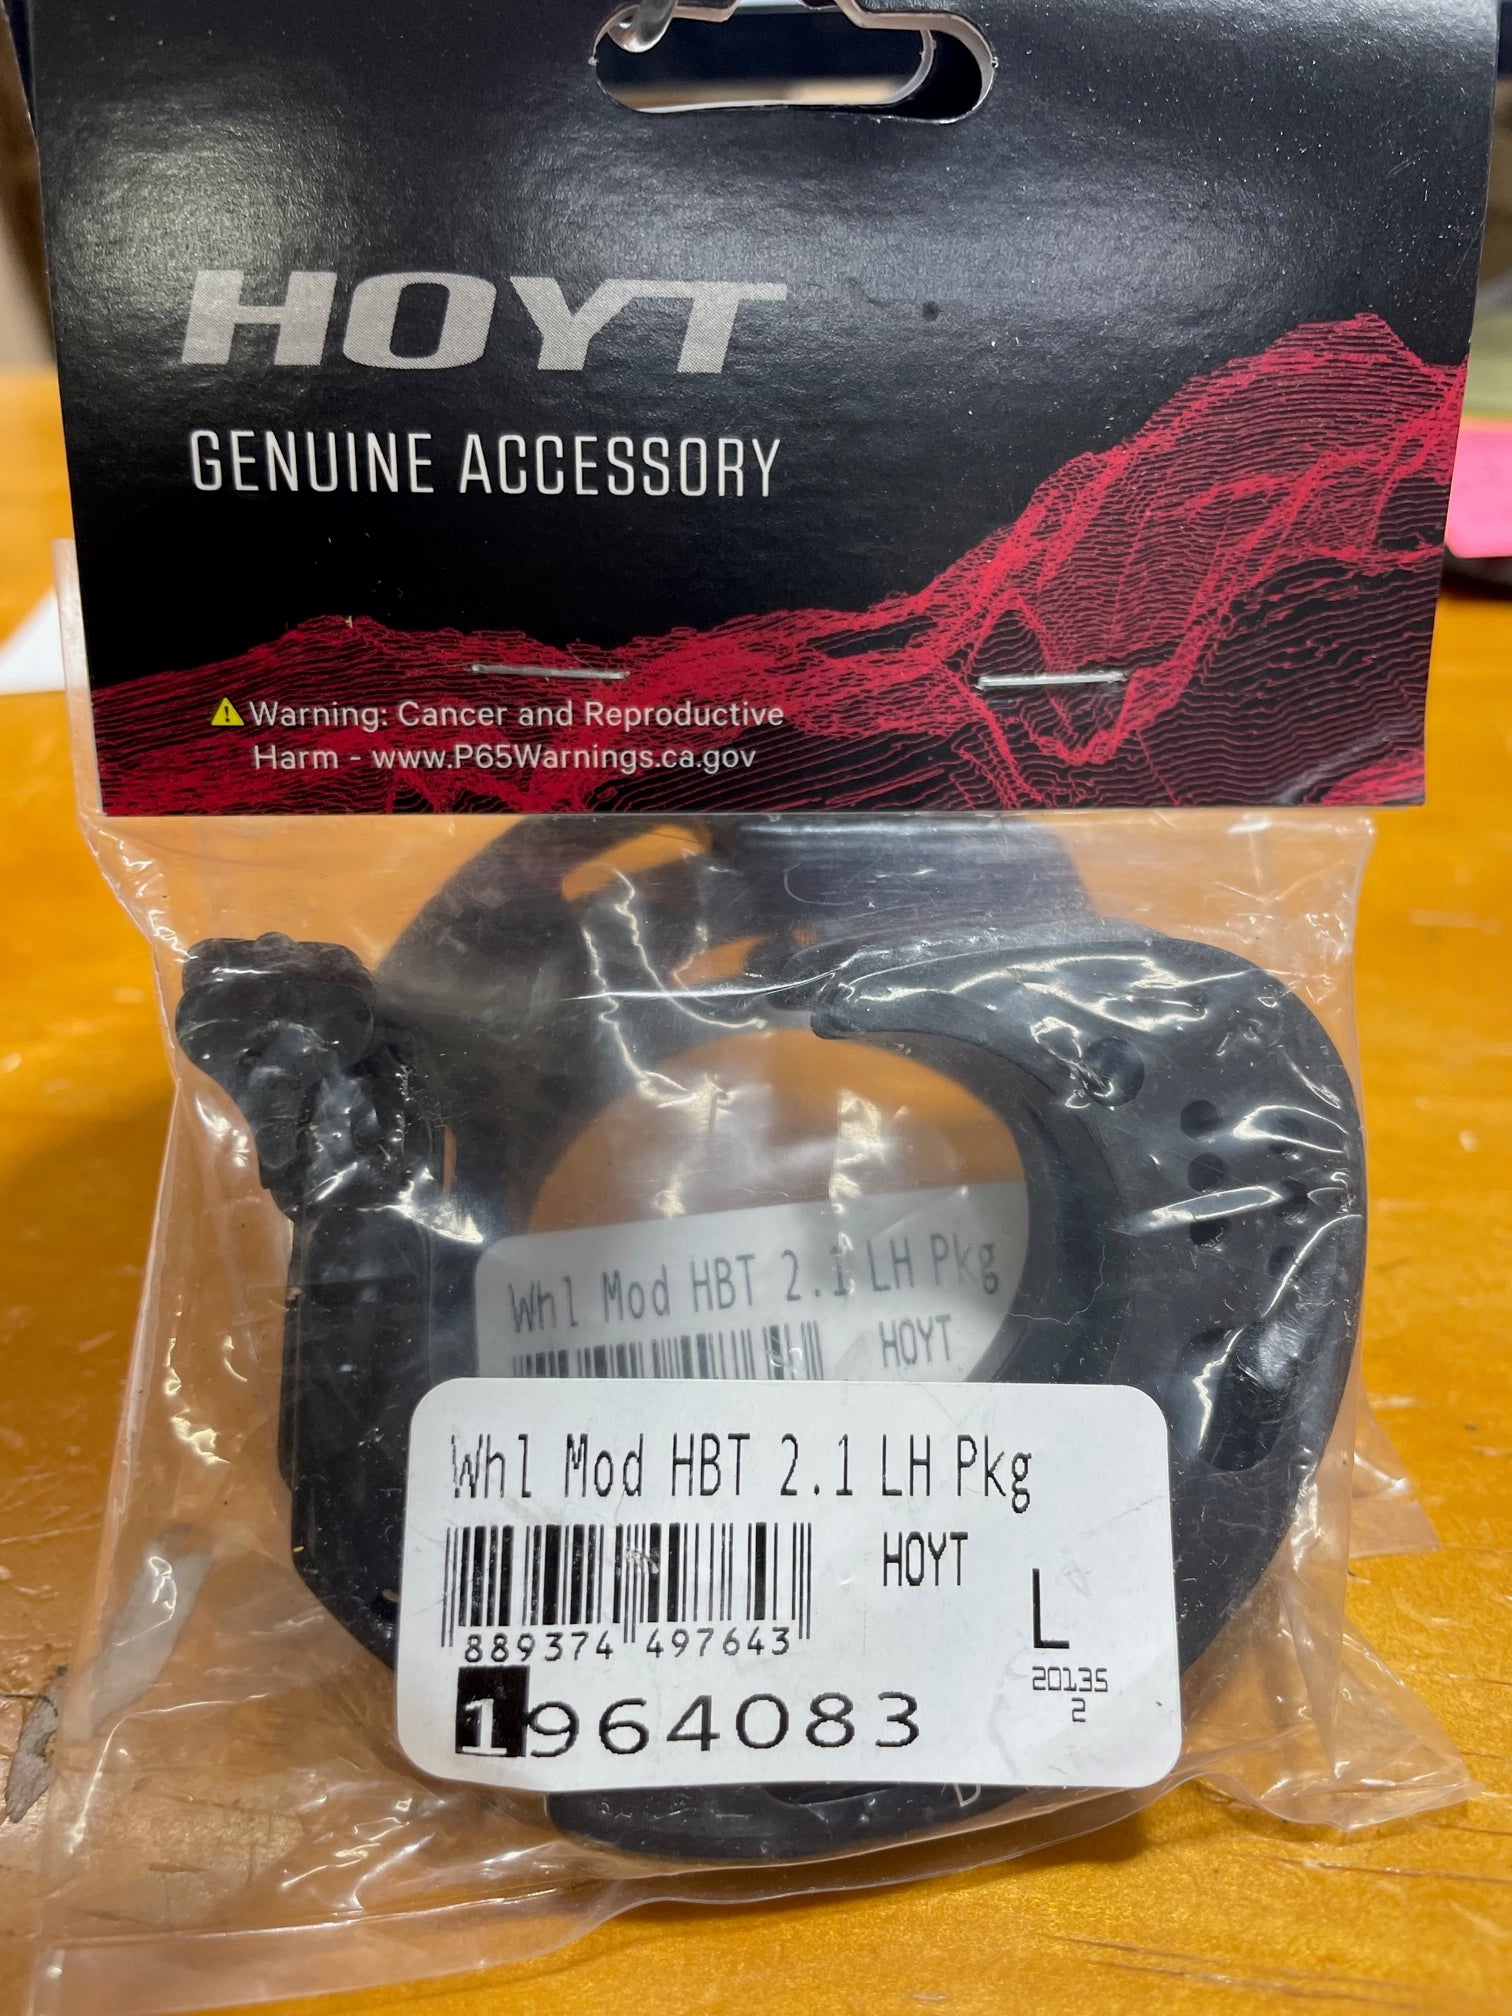 HOYT
GENUINE ACCESSORY
Warning: Cancer and Reproductive
Harm - www.P65Warnings.ca.gov
Whl Mod HBT 2.1 LH Pkg
HOYT
Whl Mod HBT 2.1 LH Pkg
HOYT
L
889374 497643
20135
2
1964083
D